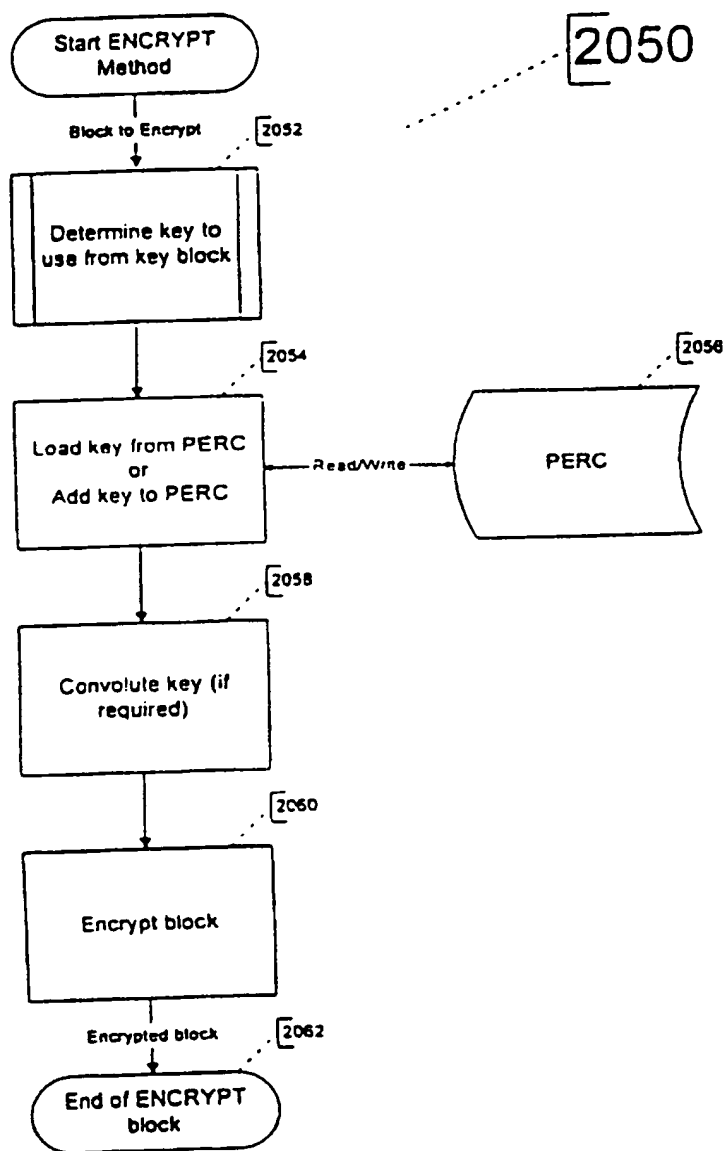 Start ENCRYPT
Method
2050
Block to Encrypt
2052
Determine key to
use from key block
2054
2056
Load key from PERC
or
Add key to PERC
Read/Write
PERC
2058
Convolute key (if
required)
2060
Encrypt block
Encrypted block
2062
End of ENCRYPT
block